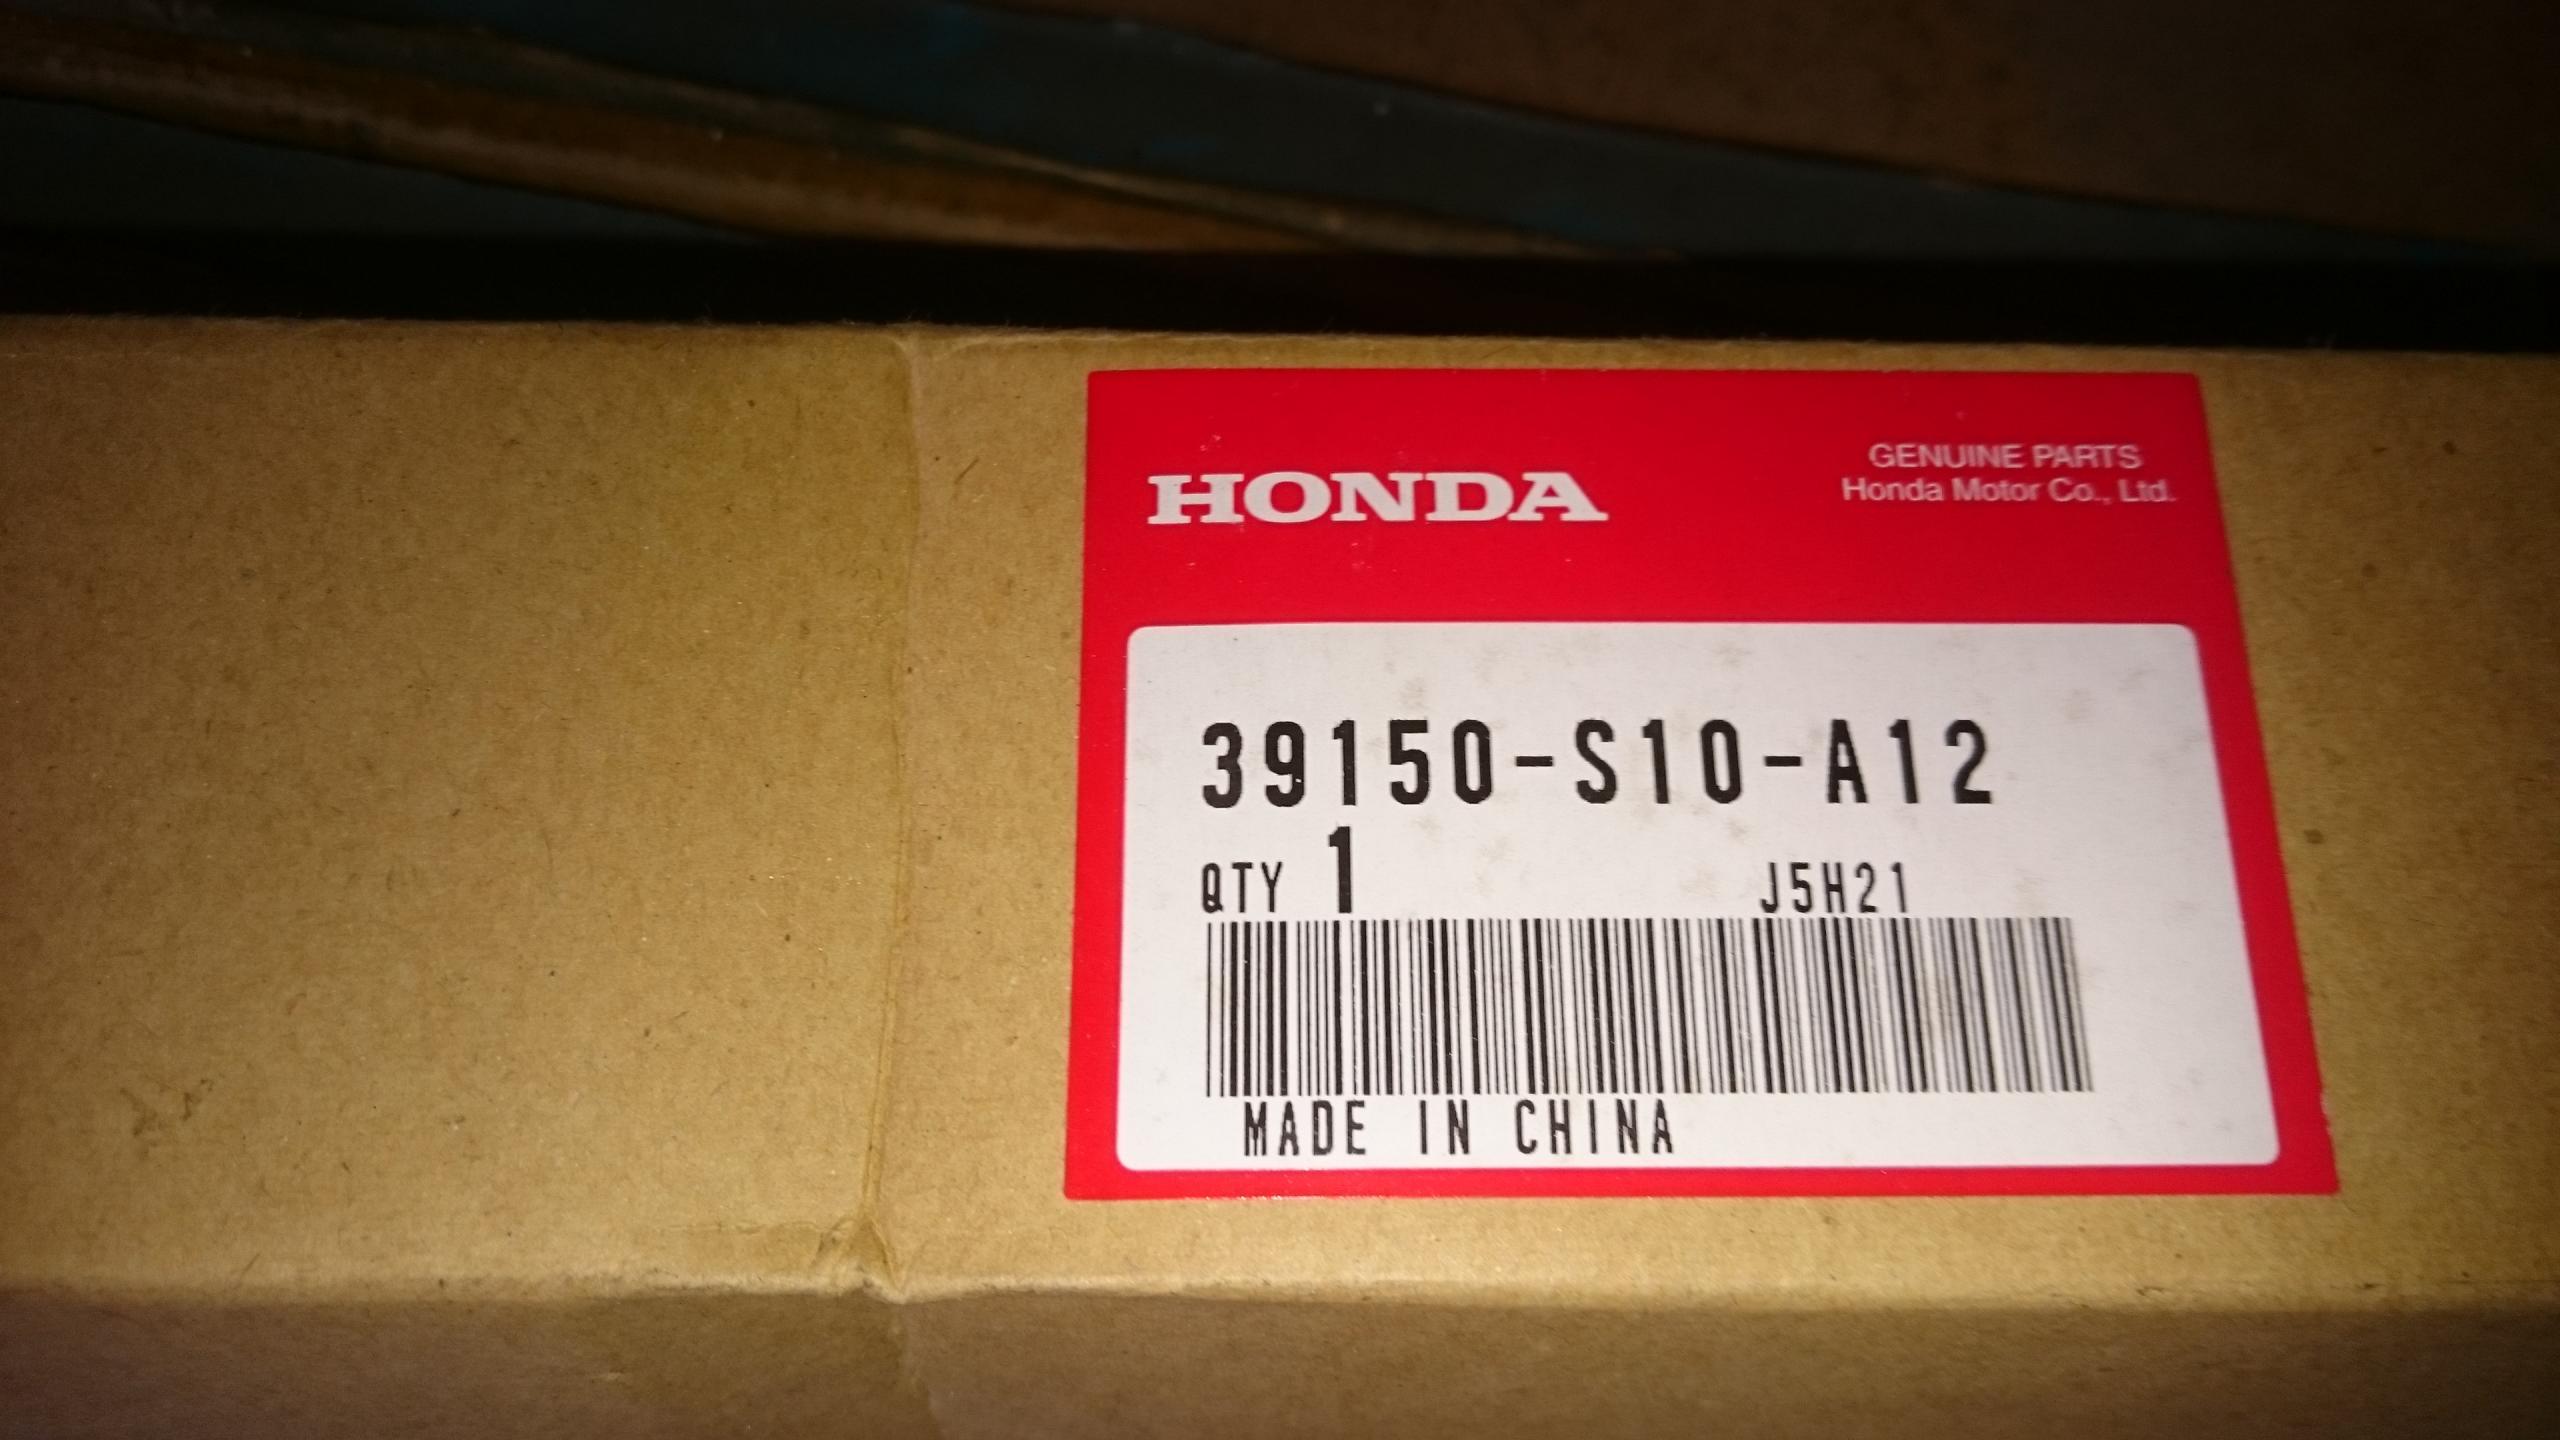 HONDA
GENUINE PARTS
Honda Motor Co., Ltd.
39150-S10-A12
QTY 1 J5H21
MADE IN CHINA